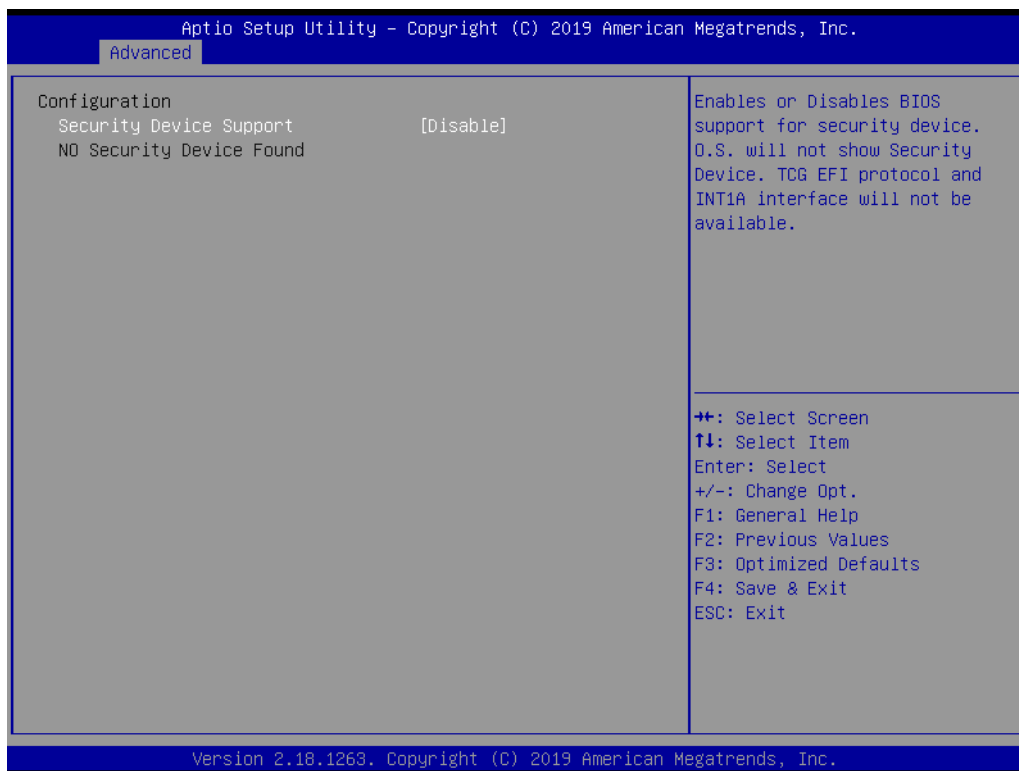 Aptio Setup Utility – Copyright (C) 2019 American Megatrends, Inc.
Advanced
Configuration
Security Device Support [Disable]
NO Security Device Found
Enables or Disables BIOS
support for security device.
O.S. will not show Security
Device. TCG EFI protocol and
INT1A interface will not be
available.
→←: Select Screen
↑↓: Select Item
Enter: Select
+/-: Change Opt.
F1: General Help
F2: Previous Values
F3: Optimized Defaults
F4: Save & Exit
ESC: Exit
Version 2.18.1263. Copyright (C) 2019 American Megatrends, Inc.